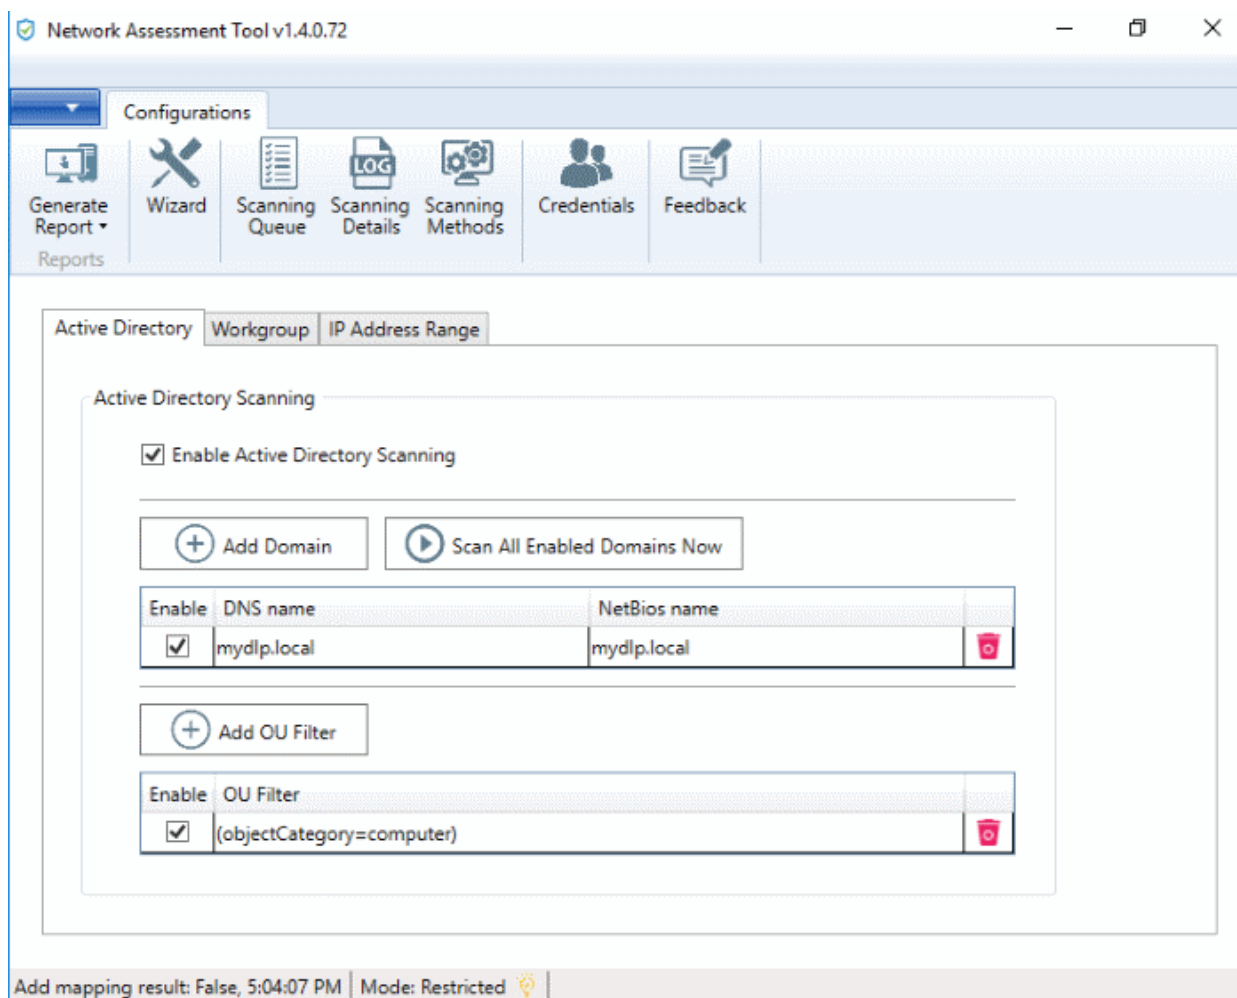 Network Assessment Tool v1.4.0.72
Configurations
Generate Report
Wizard
Scanning Queue
LOG
Scanning Details
Scanning Methods
Credentials
Feedback
Reports
Active Directory
Workgroup
IP Address Range
Active Directory Scanning
Enable Active Directory Scanning
Add Domain
Scan All Enabled Domains Now
Enable DNS name NetBios name
mydlp.local mydlp.local
Add OU Filter
Enable OU Filter
(objectCategory=computer)
Add mapping result: False, 5:04:07 PM Mode: Restricted